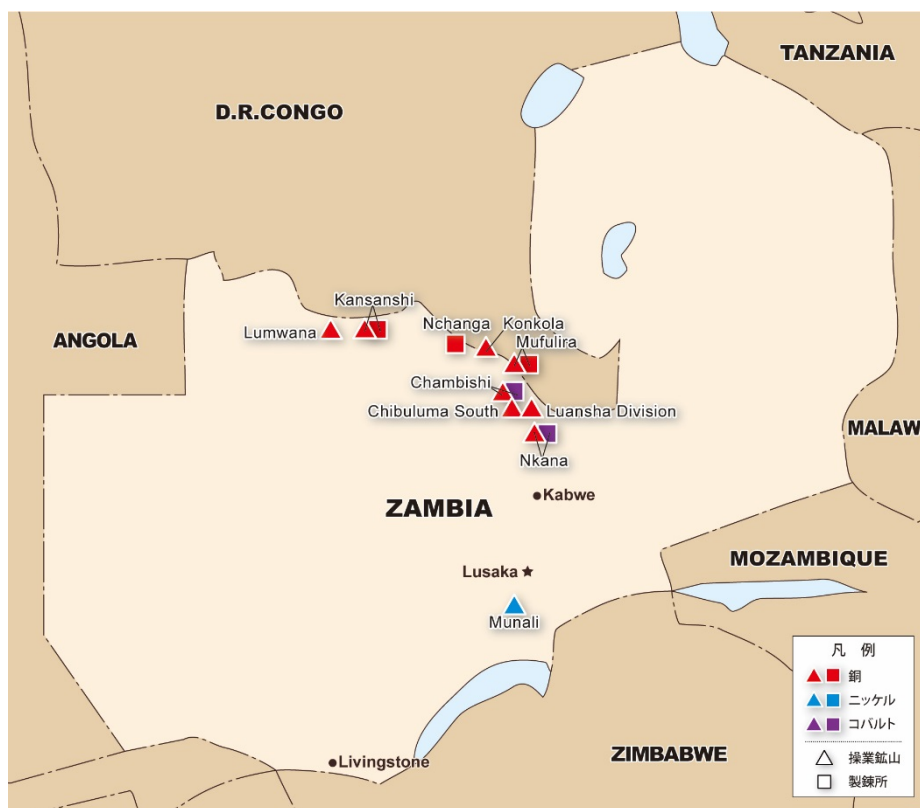 TANZANIA
D.R.CONGO
Kansanshi
Lumwana
Nchanga
Konkola
Mufulira
ANGOLA
Chambishi
Chibuluma South
Luansha Division
MALAW
Nkana
Kabwe
ZAMBIA
MOZAMBIQUE
Lusaka
Munali
凡 例
銅
ニッケル
コバルト
操業鉱山
製錬所
ZIMBABWE
Livingstone